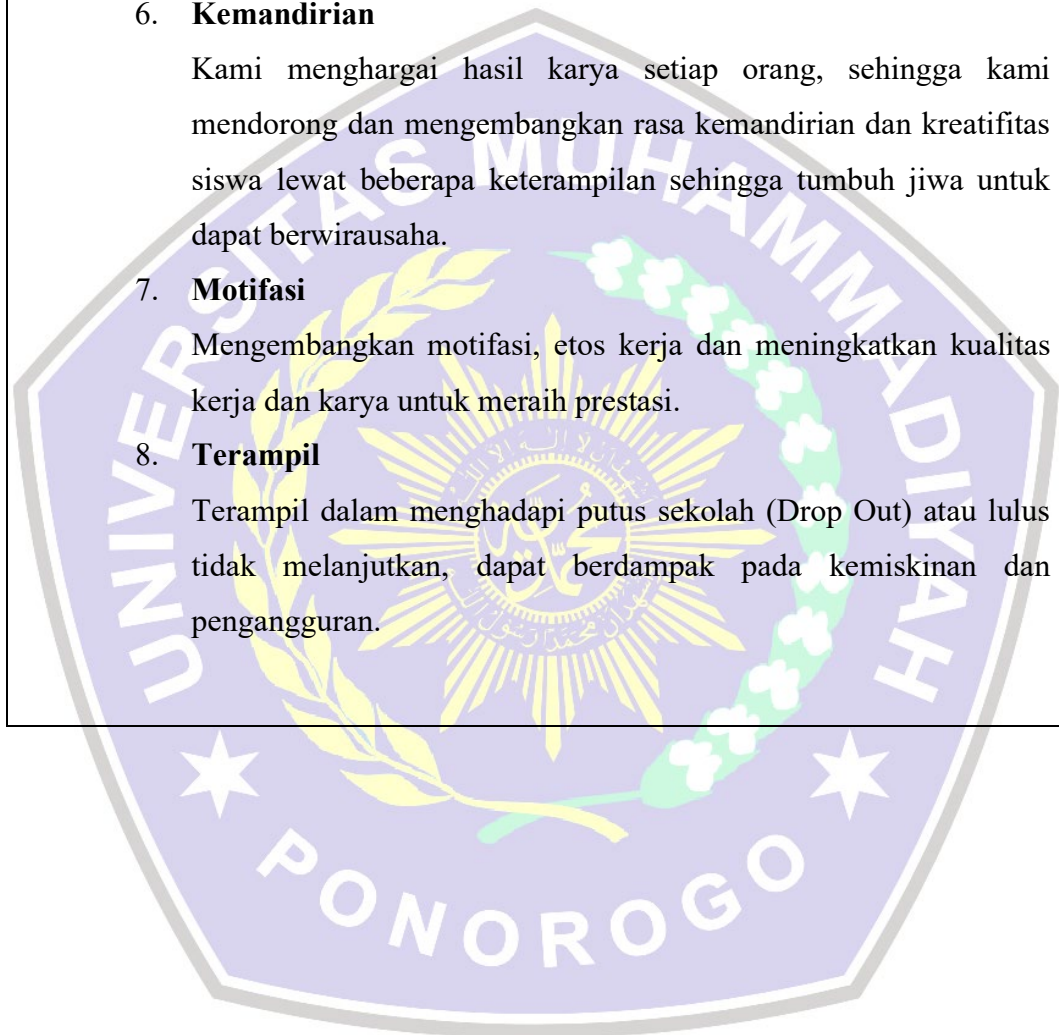 6. Kemandirian
Kami menghargai hasil karya setiap orang, sehingga kami
mendorong dan mengembangkan rasa kemandirian dan kreatifitas
siswa lewat beberapa keterampilan sehingga tumbuh jiwa untuk
dapat berwirausaha.
7. Motifasi
Mengembangkan motifasi, etos kerja dan meningkatkan kualitas
kerja dan karya untuk meraih prestasi.
8. Terampil
Terampil dalam menghadapi putus sekolah (Drop Out) atau lulus
tidak melanjutkan, dapat berdampak pada kemiskinan dan
pengangguran.
UNIVERSITAS MUHAMMADIYAH
PONOROGO